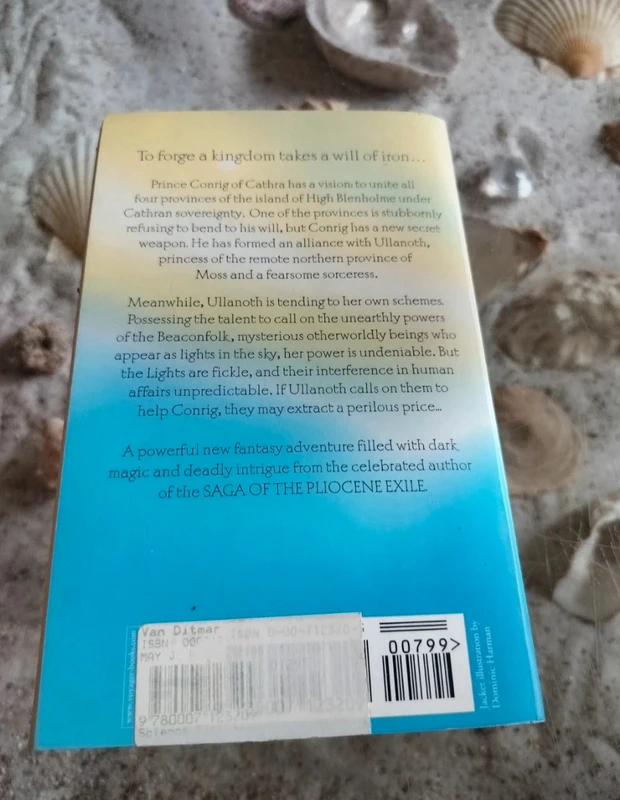 To forge a kingdom takes a will of iron...
Prince Conrig of Cathra has a vision: to unite all
four provinces of the island of High Blenholme under
Cathran sovereignty. One of the provinces is stubbornly
refusing to bend to his will, but Conrig has a new secret
weapon. He has formed an alliance with Ullanoth,
princess of the remote northern province of
Moss and a fearsome sorceress.
Meanwhile, Ullanoth is tending to her own schemes.
Possessing the talent to call on the unearthly powers
of the Beaconfolk, mysterious otherworldly beings who
appear as lights in the sky, her power is undeniable. But
the Lights are fickle, and their interference in human
affairs unpredictable. If Ullanoth calls on them to
help Conrig, they may extract a perilous price...
A powerful new fantasy adventure filled with dark
magic and deadly intrigue from the celebrated author
of the SAGA OF THE PLIOCENE EXILE.
Van Ditmar
ISBN
MAY J
00799>
9 780007 123209
Jacket illustration by
Dominic Harman